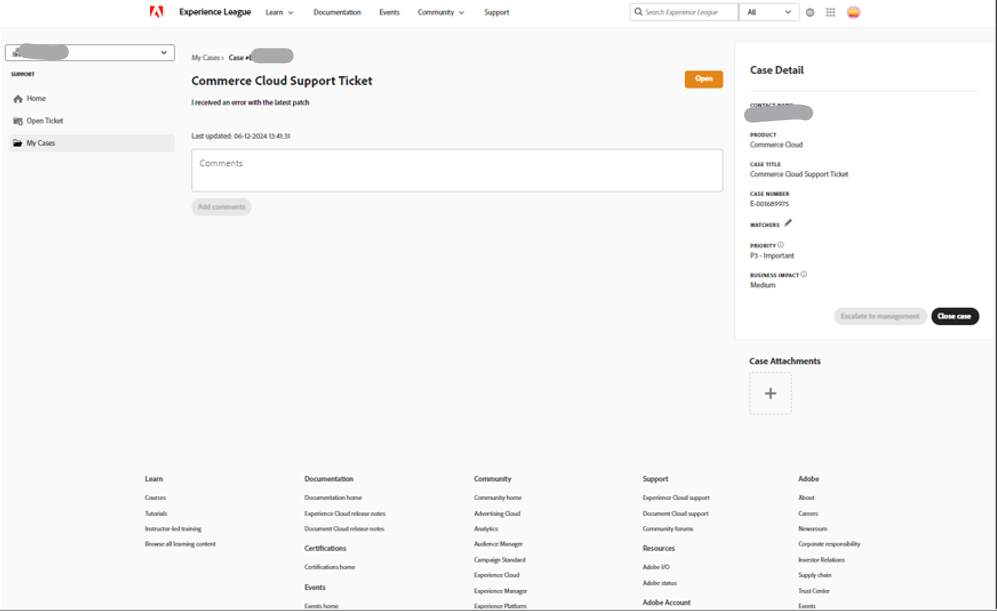 Experience League
Learn
Documentation
Events
Community
Support
Search Experience League
All
SUPPORT
Home
Open Ticket
My Cases
My Cases › Case #
Commerce Cloud Support Ticket
Open
I received an error with the latest patch
Last updated: 06-12-2024 13:41:31
Comments
Add comments
Case Detail
CONTACT NAME
PRODUCT
Commerce Cloud
CASE TITLE
Commerce Cloud Support Ticket
CASE NUMBER
E-001689975
WATCHERS
PRIORITY
P3 - Important
BUSINESS IMPACT
Medium
Escalate to management
Close case
Case Attachments
Learn
Courses
Tutorials
Instructor-led training
Browse all learning content
Documentation
Documentation home
Experience Cloud release notes
Document Cloud release notes
Certifications
Certifications home
Events
Events home
Community
Community home
Advertising Cloud
Analytics
Audience Manager
Campaign Standard
Experience Cloud
Experience Manager
Experience Platform
Support
Experience Cloud support
Document Cloud support
Community forums
Resources
Adobe I/O
Adobe status
Adobe Account
Adobe
About
Careers
Newsroom
Corporate responsibility
Investor Relations
Supply chain
Trust Center
Events